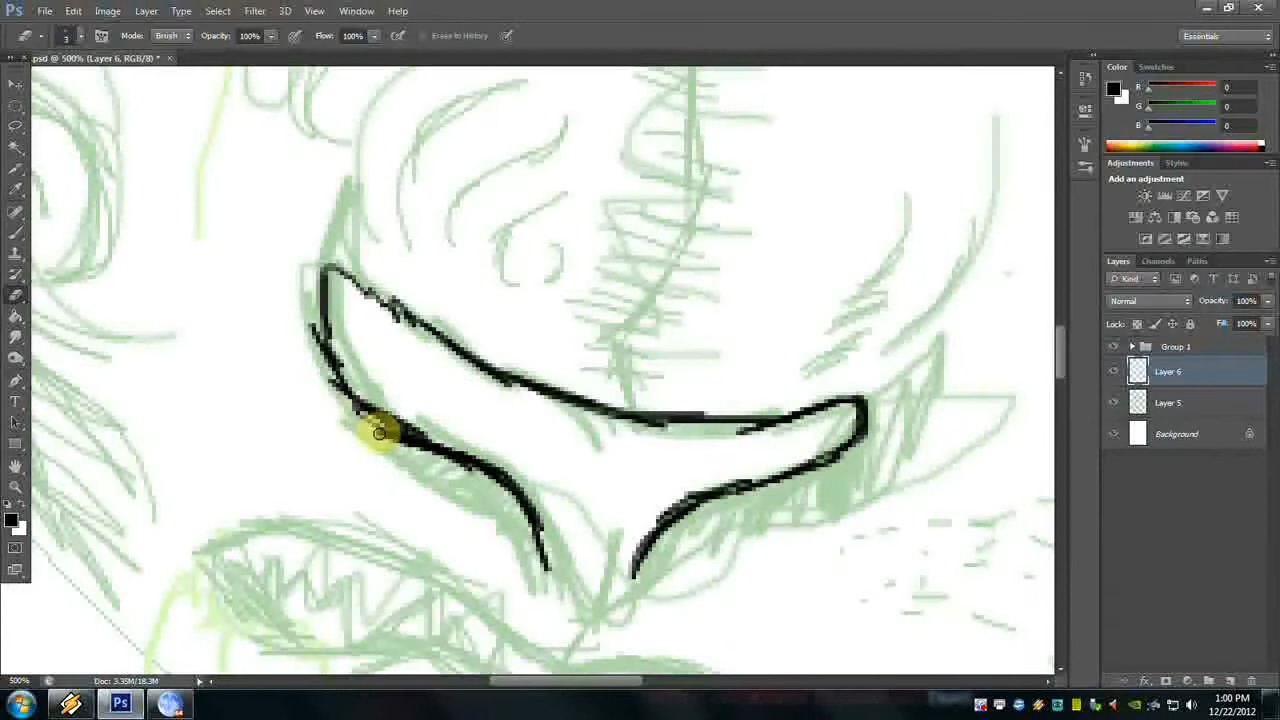 Ps File Edit Image Layer Type Select Filter 3D View Window Help
3 Mode: Brush Opacity: 100% Flow: 100% Erase to History Essentials
.psd @ 500% (Layer 6, RGB/8) * ×
Color Swatches
R 0
G 0
B 0
Adjustments Styles
Add an adjustment
Layers Channels Paths
Kind
Normal Opacity: 100%
Lock: Fill: 100%
Group 1
Layer 6
Layer 5
Background
500% Doc: 3.35M/18.3M
Ps
1:00 PM
12/22/2012